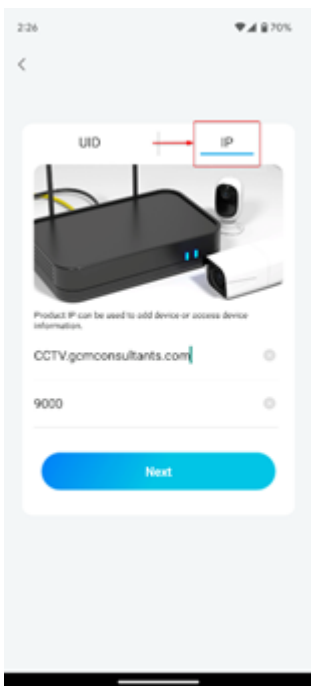 2:26
70%
UID
IP
Product IP can be used to add device or access device
information.
CCTV.gcmconsultants.com
9000
Next